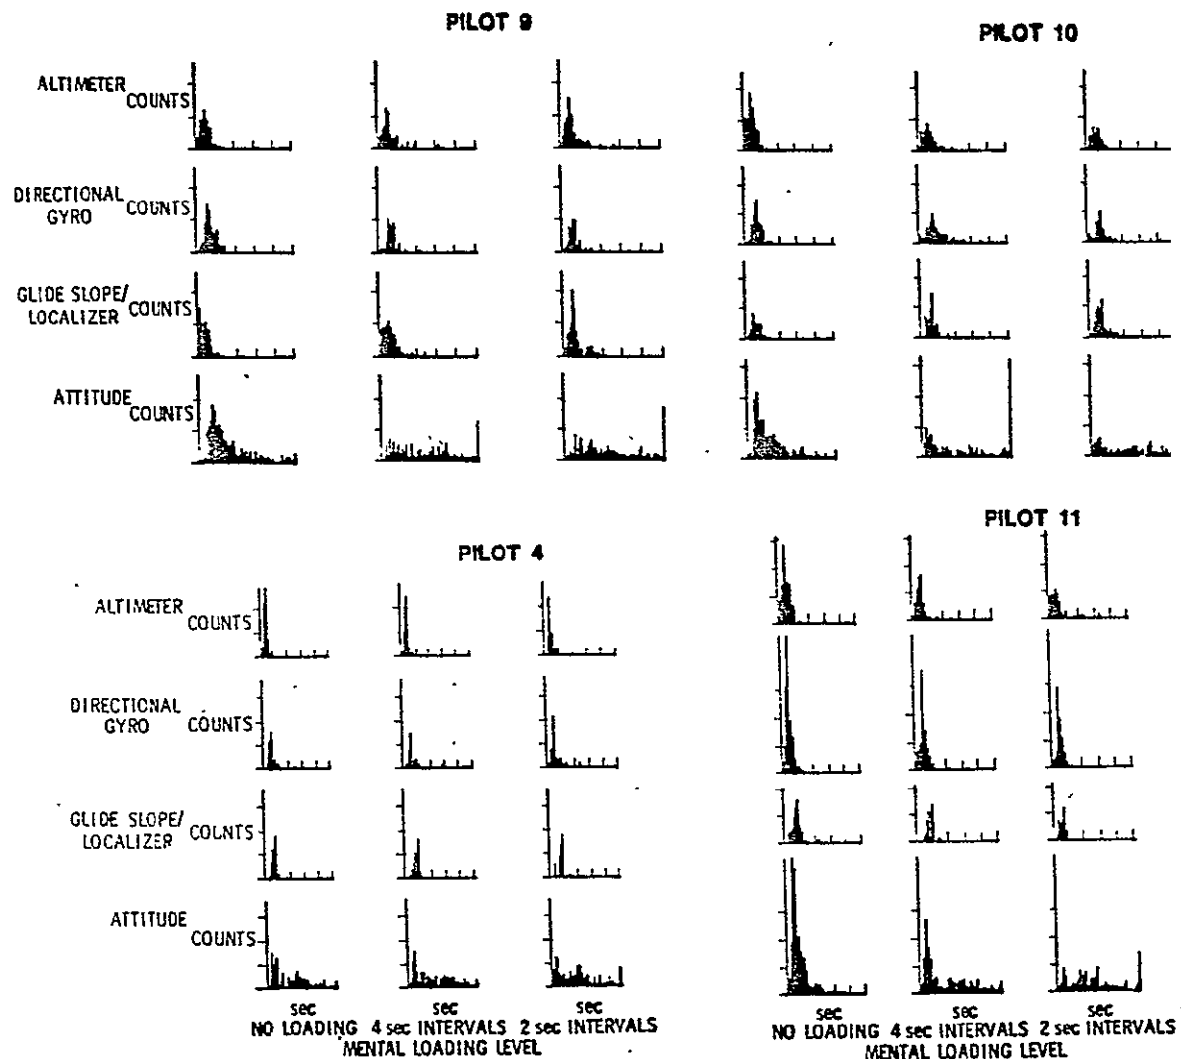 PILOT 9
ALTIMETER
COUNTS
DIRECTIONAL
GYRO
COUNTS
GLIDE SLOPE/
LOCALIZER
COUNTS
ATTITUDE
COUNTS
PILOT 10
PILOT 4
ALTIMETER
COUNTS
DIRECTIONAL
GYRO
COUNTS
GLIDE SLOPE/
LOCALIZER
COUNTS
ATTITUDE
COUNTS
sec sec sec
NO LOADING 4 sec INTERVALS 2 sec INTERVALS
MENTAL LOADING LEVEL
PILOT 11
sec sec sec
NO LOADING 4 sec INTERVALS 2 sec INTERVALS
MENTAL LOADING LEVEL